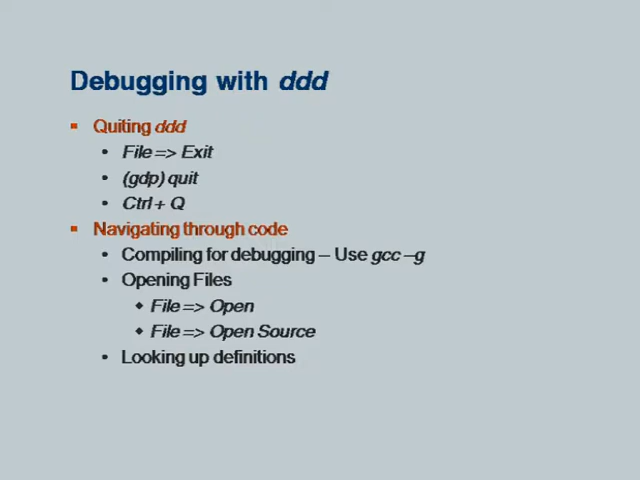 Debugging with ddd
Quiting ddd
File => Exit
(gdp) quit
Ctrl + Q
Navigating through code
Compiling for debugging – Use gcc –g
Opening Files
File => Open
File => Open Source
Looking up definitions